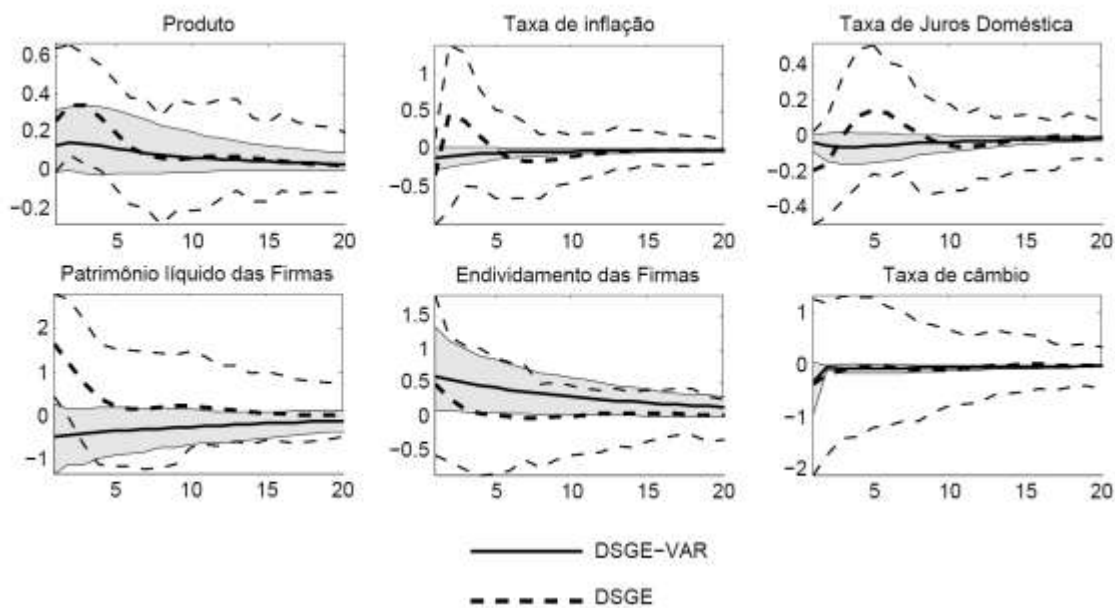 Produto
Taxa de inflação
Taxa de Juros Doméstica
0.6
0.4
0.2
0
−0.2
5 10 15 20
1
0.5
0
−0.5
5 10 15 20
0.4
0.2
0
−0.2
−0.4
5 10 15 20
Patrimônio líquido das Firmas
Endividamento das Firmas
Taxa de câmbio
2
1
0
−1
5 10 15 20
1.5
1
0.5
0
−0.5
5 10 15 20
1
0
−1
−2
5 10 15 20
DSGE−VAR
DSGE